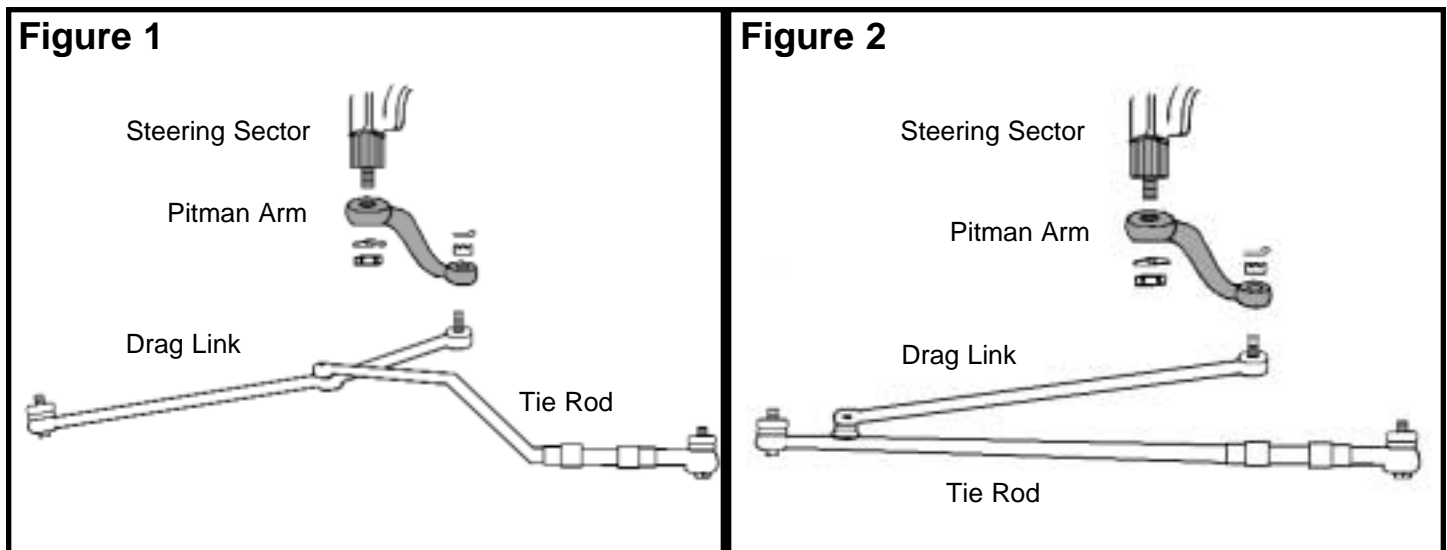 Figure 1
Steering Sector
Pitman Arm
Drag Link
Tie Rod
Figure 2
Steering Sector
Pitman Arm
Drag Link
Tie Rod